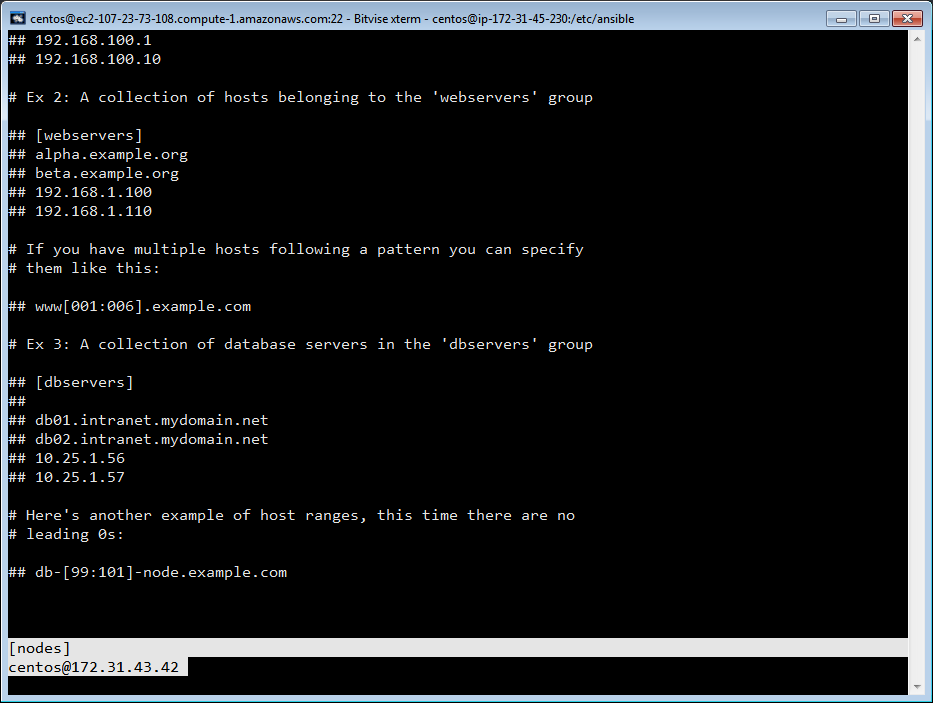 centos@ec2-107-23-73-108.compute-1.amazonaws.com:22 - Bitvise xterm - centos@ip-172-31-45-230:/etc/ansible
## 192.168.100.1
## 192.168.100.10
# Ex 2: A collection of hosts belonging to the 'webservers' group
## [webservers]
## alpha.example.org
## beta.example.org
## 192.168.1.100
## 192.168.1.110
# If you have multiple hosts following a pattern you can specify
# them like this:
## www[001:006].example.com
# Ex 3: A collection of database servers in the 'dbservers' group
## [dbservers]
##
## db01.intranet.mydomain.net
## db02.intranet.mydomain.net
## 10.25.1.56
## 10.25.1.57
# Here's another example of host ranges, this time there are no
# leading 0s:
## db-[99:101]-node.example.com
[nodes]
centos@172.31.43.42